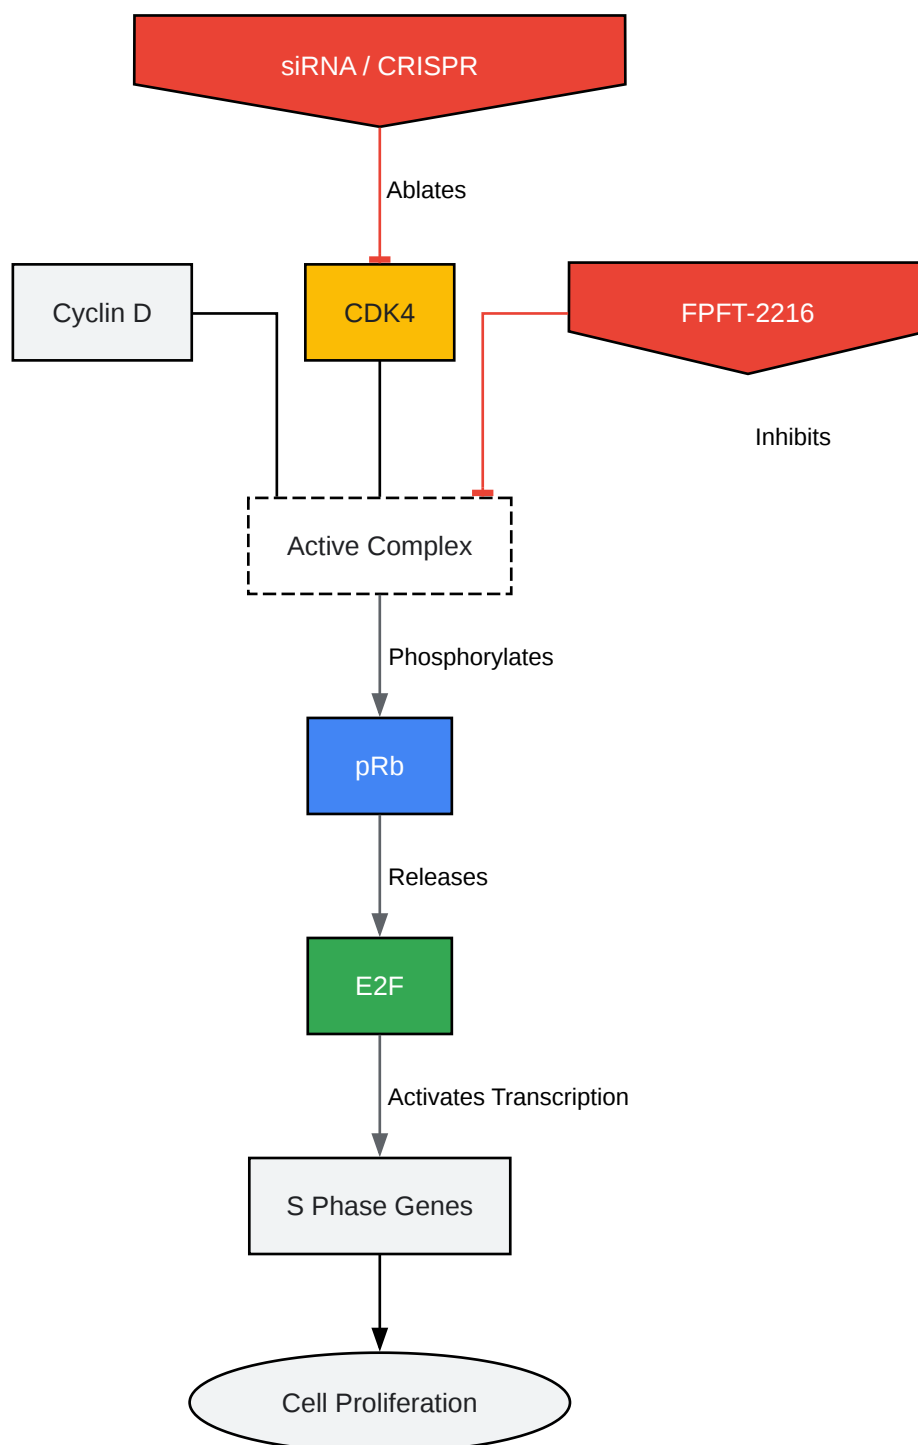 siRNA / CRISPR
Ablates
Cyclin D
CDK4
FPFT-2216
Inhibits
Active Complex
Phosphorylates
pRb
Releases
E2F
Activates Transcription
S Phase Genes
Cell Proliferation